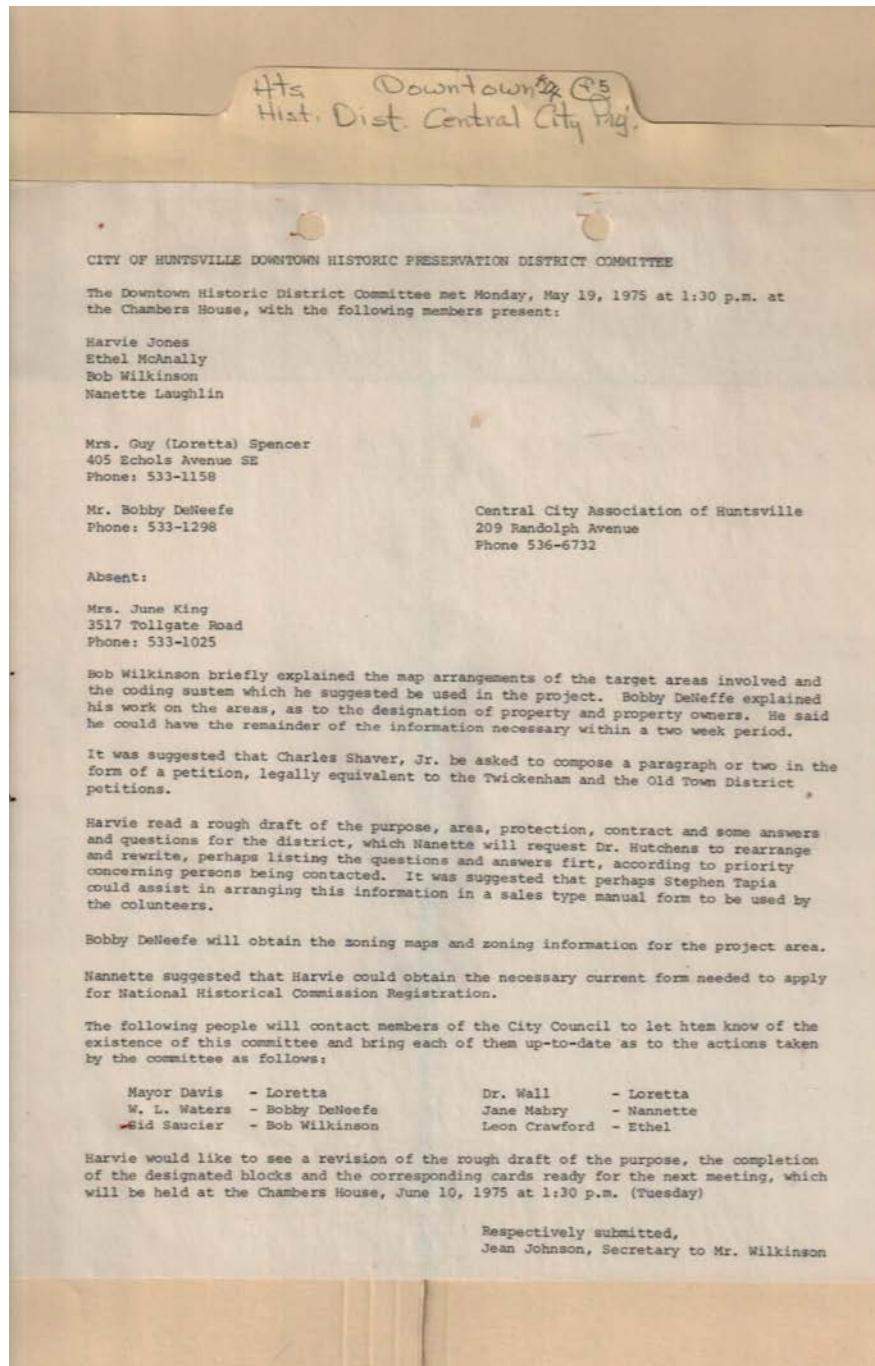 Hts Downtown
Hist. Dist. Central City Plg.
CITY OF HUNTSVILLE DOWNTOWN HISTORIC PRESERVATION DISTRICT COMMITTEE
The Downtown Historic District Committee met Monday, May 19, 1975 at 1:30 p.m. at
the Chambers House, with the following members present:
Harvie Jones
Ethel McAnally
Bob Wilkinson
Nanette Laughlin
Mrs. Guy (Loretta) Spencer
405 Echols Avenue SE
Phone: 533-1158
Mr. Bobby DeNeefe
Phone: 533-1298
Central City Association of Huntsville
209 Randolph Avenue
Phone 536-6732
Absent:
Mrs. June King
3517 Tollgate Road
Phone: 533-1025
Bob Wilkinson briefly explained the map arrangements of the target areas involved and
the coding sustem which he suggested be used in the project. Bobby DeNeffe explained
his work on the areas, as to the designation of property and property owners. He said
he could have the remainder of the information necessary within a two week period.
It was suggested that Charles Shaver, Jr. be asked to compose a paragraph or two in the
form of a petition, legally equivalent to the Twickenham and the Old Town District
petitions.
Harvie read a rough draft of the purpose, area, protection, contract and some answers
and questions for the district, which Nanette will request Dr. Hutchens to rearrange
and rewrite, perhaps listing the questions and answers firt, according to priority
concerning persons being contacted. It was suggested that perhaps Stephen Tapia
could assist in arranging this information in a sales type manual form to be used by
the colunteers.
Bobby DeNeefe will obtain the zoning maps and zoning information for the project area.
Nannette suggested that Harvie could obtain the necessary current form needed to apply
for National Historical Commission Registration.
The following people will contact members of the City Council to let htem know of the
existence of this committee and bring each of them up-to-date as to the actions taken
by the committee as follows:
Mayor Davis - Loretta Dr. Wall - Loretta
W. L. Waters - Bobby DeNeefe Jane Mabry - Nannette
Sid Saucier - Bob Wilkinson Leon Crawford - Ethel
Harvie would like to see a revision of the rough draft of the purpose, the completion
of the designated blocks and the corresponding cards ready for the next meeting, which
will be held at the Chambers House, June 10, 1975 at 1:30 p.m. (Tuesday)
Respectively submitted,
Jean Johnson, Secretary to Mr. Wilkinson